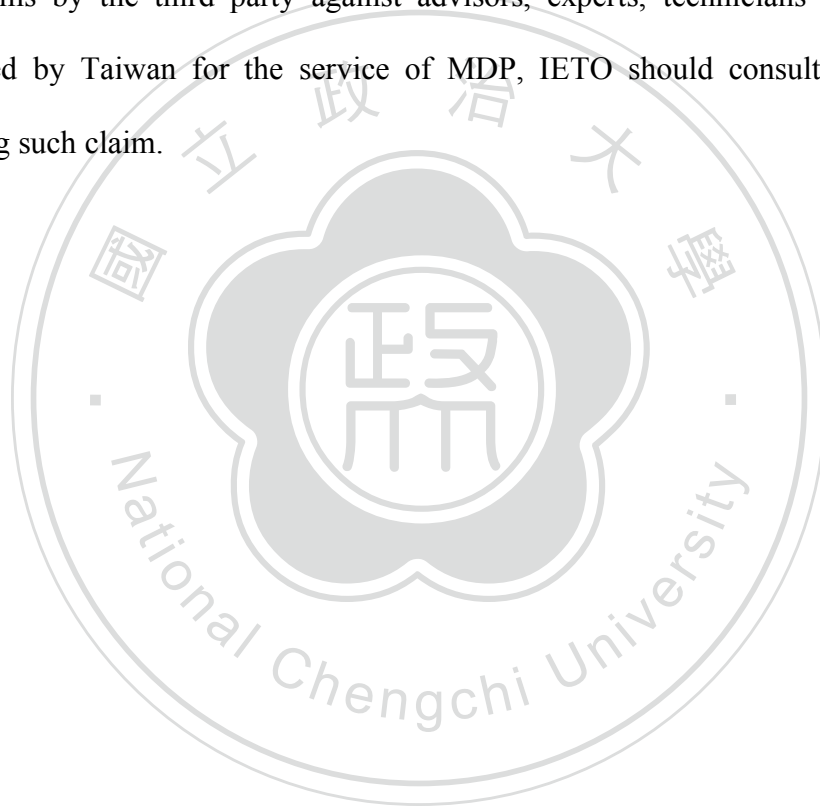 by the third party against advisors, experts, technicians
ed by Taiwan for the service of MDP, IETO should consult
g such claim.
國立政治大學
政
National Chengchi University